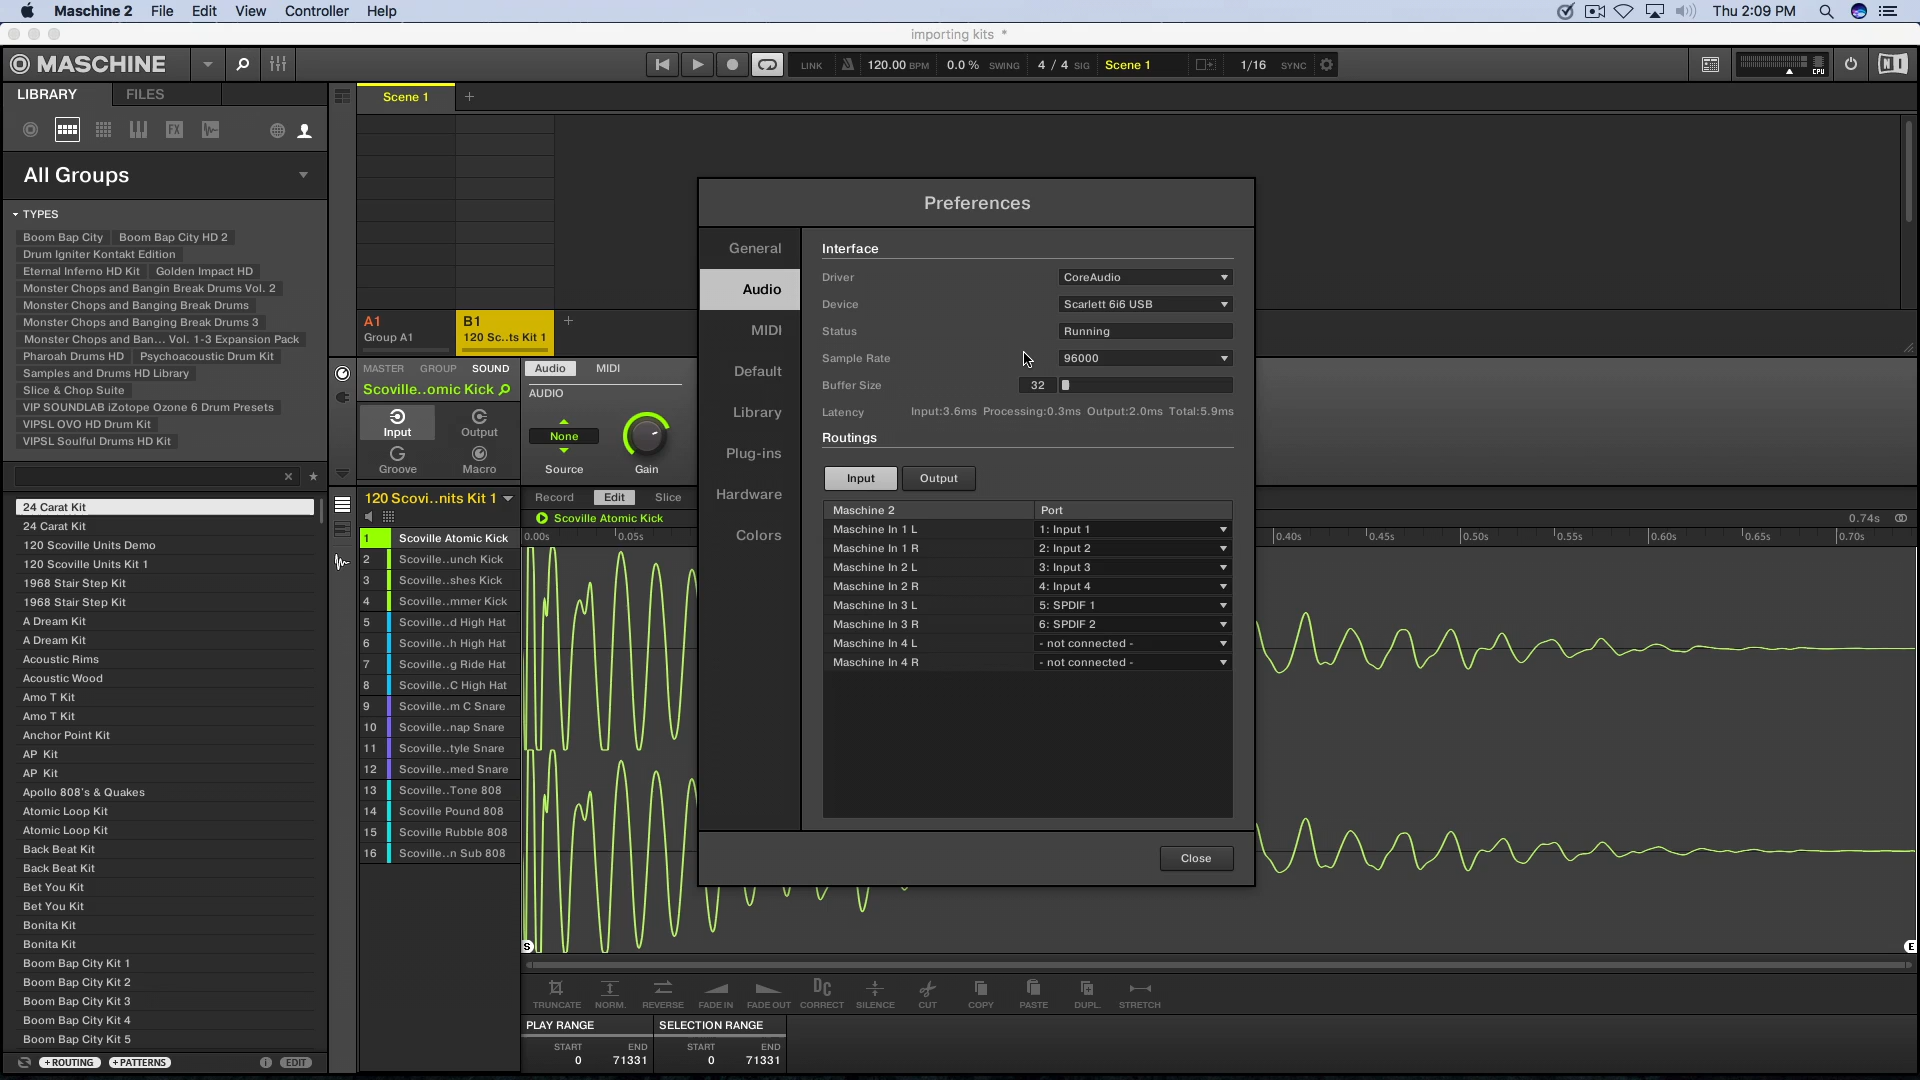 Maschine 2 File Edit View Controller Help Thu 2:09 PM
importing kits *
MASCHINE LINK 120.00 BPM 0.0 % SWING 4 / 4 SIG Scene 1 1/16 SYNC CPU NI
LIBRARY FILES
Scene 1 +
FX
All Groups
TYPES
Boom Bap City Boom Bap City HD 2
Drum Igniter Kontakt Edition
Eternal Inferno HD Kit Golden Impact HD
Monster Chops and Bangin Break Drums Vol. 2
Monster Chops and Banging Break Drums
Monster Chops and Banging Break Drums 3
Monster Chops and Ban... Vol. 1-3 Expansion Pack
Pharoah Drums HD Psychoacoustic Drum Kit
Samples and Drums HD Library
Slice & Chop Suite
VIP SOUNDLAB iZotope Ozone 6 Drum Presets
VIPSL OVO HD Drum Kit
VIPSL Soulful Drums HD Kit
24 Carat Kit
24 Carat Kit
120 Scoville Units Demo
120 Scoville Units Kit 1
1968 Stair Step Kit
1968 Stair Step Kit
A Dream Kit
A Dream Kit
Acoustic Rims
Acoustic Wood
Amo T Kit
Amo T Kit
Anchor Point Kit
AP Kit
AP Kit
Apollo 808's & Quakes
Atomic Loop Kit
Atomic Loop Kit
Back Beat Kit
Back Beat Kit
Bet You Kit
Bet You Kit
Bonita Kit
Bonita Kit
Boom Bap City Kit 1
Boom Bap City Kit 2
Boom Bap City Kit 3
Boom Bap City Kit 4
Boom Bap City Kit 5
+ROUTING +PATTERNS EDIT
A1 B1 +
Group A1 120 Sc..ts Kit 1
MASTER GROUP SOUND Audio MIDI
Scoville..omic Kick AUDIO
Input Output None
Groove Macro Source Gain
120 Scovi..nits Kit 1 Record Edit Slice
Scoville Atomic Kick 0.74s
0.00s 0.05s 0.40s 0.45s 0.50s 0.55s 0.60s 0.65s 0.70s
1 Scoville Atomic Kick
2 Scoville..unch Kick
3 Scoville..shes Kick
4 Scoville..mmer Kick
5 Scoville..d High Hat
6 Scoville..h High Hat
7 Scoville..g Ride Hat
8 Scoville..C High Hat
9 Scoville..m C Snare
10 Scoville..nap Snare
11 Scoville..tyle Snare
12 Scoville..med Snare
13 Scoville..Tone 808
14 Scoville Pound 808
15 Scoville Rubble 808
16 Scoville..n Sub 808
S E
Preferences
General
Audio
MIDI
Default
Library
Plug-ins
Hardware
Colors
Interface
Driver CoreAudio
Device Scarlett 6i6 USB
Status Running
Sample Rate 96000
Buffer Size 32
Latency Input:3.6ms Processing:0.3ms Output:2.0ms Total:5.9ms
Routings
Input Output
Maschine 2 Port
Maschine In 1 L 1: Input 1
Maschine In 1 R 2: Input 2
Maschine In 2 L 3: Input 3
Maschine In 2 R 4: Input 4
Maschine In 3 L 5: SPDIF 1
Maschine In 3 R 6: SPDIF 2
Maschine In 4 L - not connected -
Maschine In 4 R - not connected -
Close
DC
TRUNCATE NORM. REVERSE FADE IN FADE OUT CORRECT SILENCE CUT COPY PASTE DUPL. STRETCH
PLAY RANGE SELECTION RANGE
START END START END
0 71331 0 71331